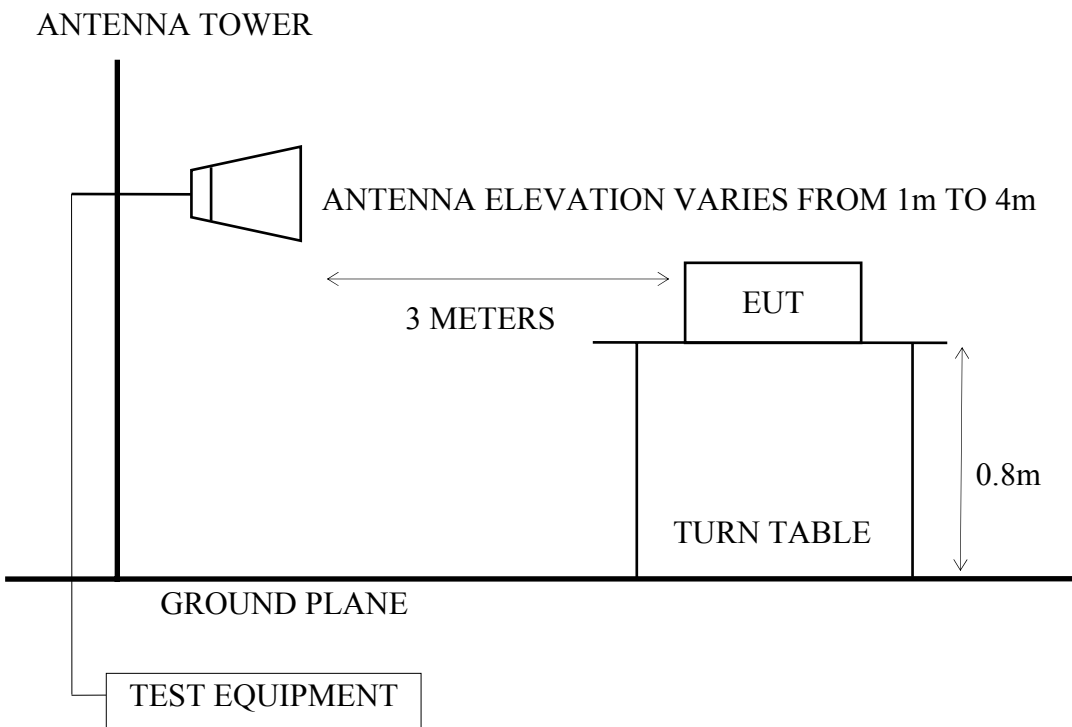 ANTENNA TOWER
ANTENNA ELEVATION VARIES FROM 1m TO 4m
3 METERS
EUT
0.8m
TURN TABLE
GROUND PLANE
TEST EQUIPMENT